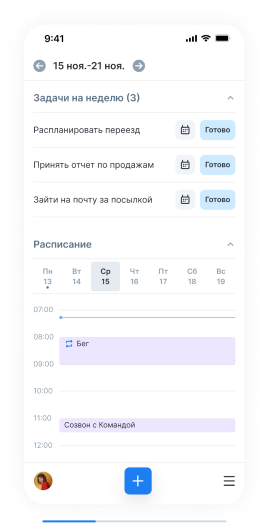 9:41
15 ноя.-21 ноя.
Задачи на неделю (3)
Распланировать переезд Готово
Принять отчет по продажам Готово
Зайти на почту за посылкой Готово
Расписание
Пн Вт Ср Чт Пт Сб Вс
13 14 15 16 17 18 19
07:00
08:00
Бег
09:00
10:00
11:00
Созвон с Командой
12:00